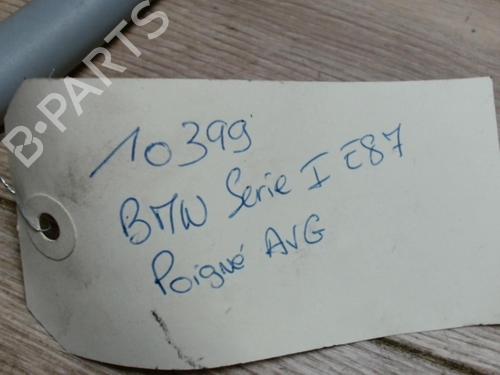 B-PARTS
10399
BMW Serie I E87
Poigné AVG